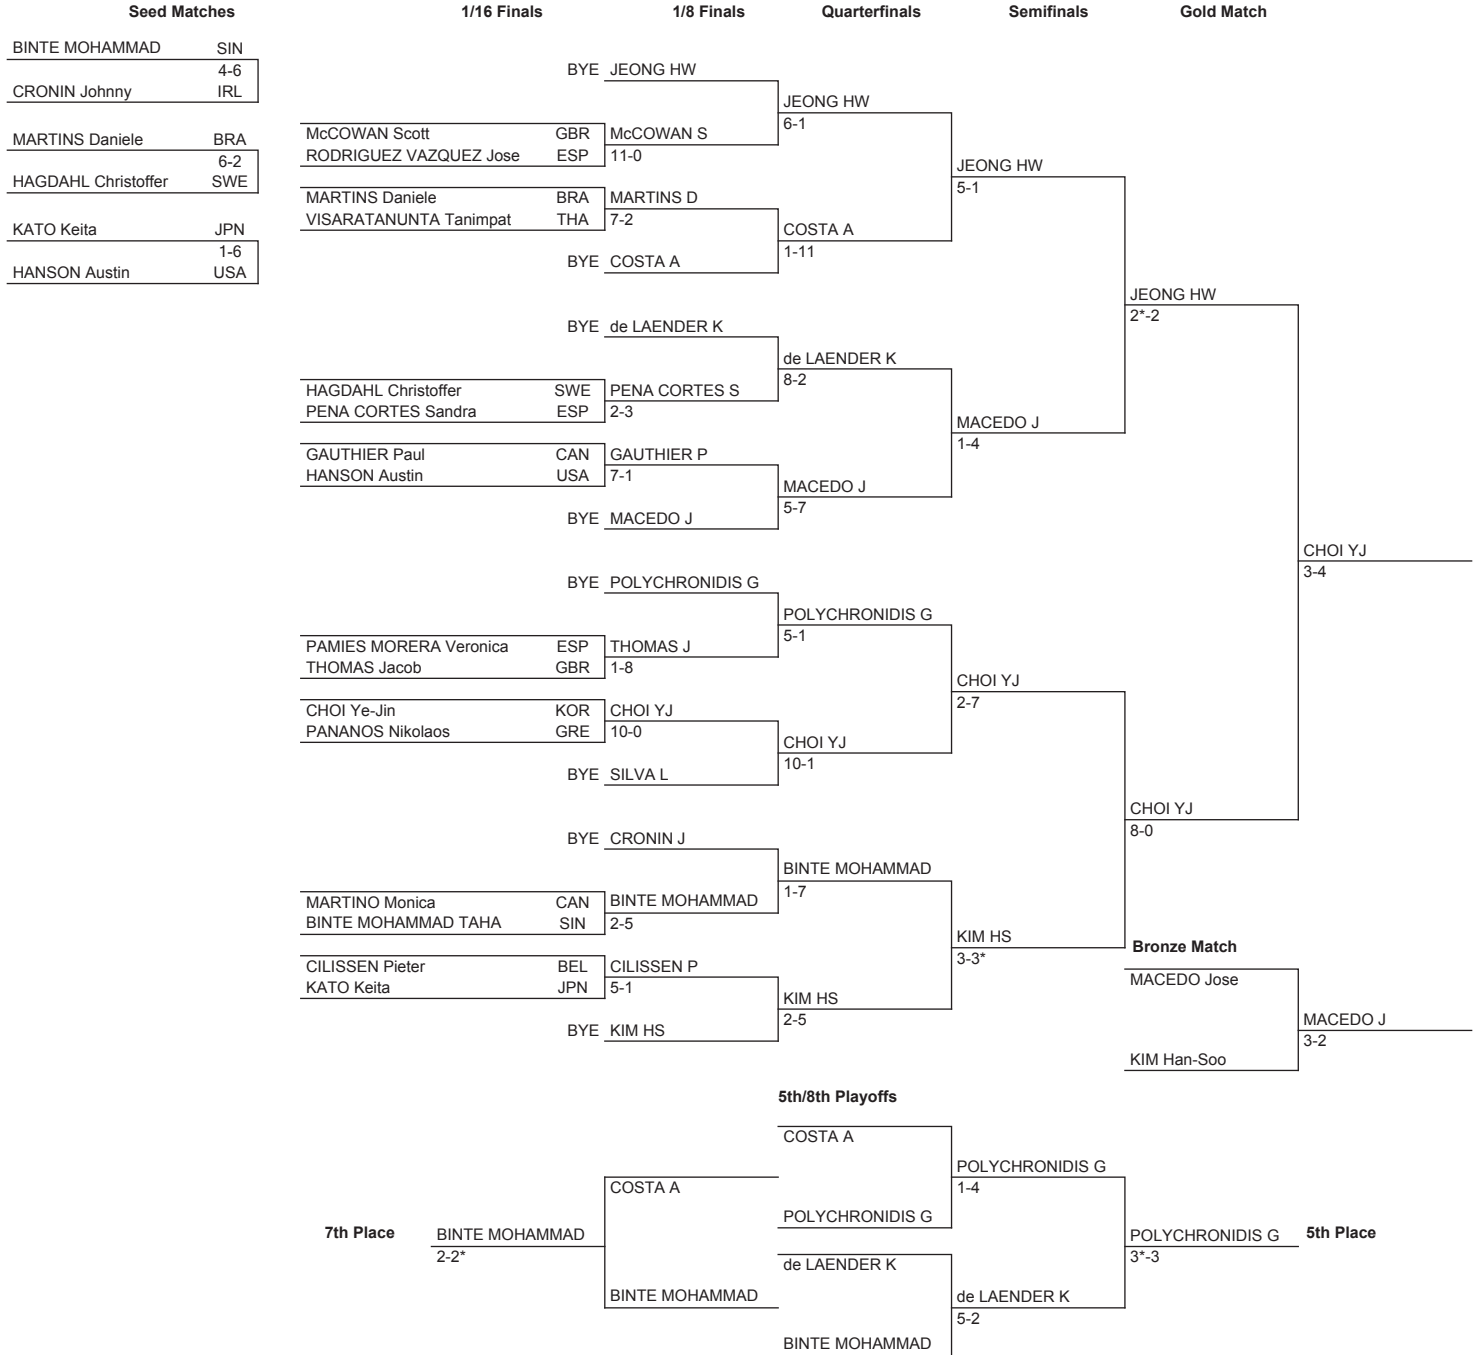 Seed Matches 1/16 Finals 1/8 Finals Quarterfinals Semifinals Gold Match
BINTE MOHAMMAD SIN
4-6
CRONIN Johnny IRL
MARTINS Daniele BRA
6-2
HAGDAHL Christoffer SWE
KATO Keita JPN
1-6
HANSON Austin USA
McCOWAN Scott GBR
RODRIGUEZ VAZQUEZ Jose ESP
MARTINS Daniele BRA
VISARATANUNTA Tanimpat THA
HAGDAHL Christoffer SWE
PENA CORTES Sandra ESP
GAUTHIER Paul CAN
HANSON Austin USA
PAMIES MORERA Veronica ESP
THOMAS Jacob GBR
CHOI Ye-Jin KOR
PANANOS Nikolaos GRE
MARTINO Monica CAN
BINTE MOHAMMAD TAHA SIN
CILISSEN Pieter BEL
KATO Keita JPN
BYE JEONG HW
McCOWAN S
11-0
MARTINS D
7-2
BYE COSTA A
BYE de LAENDER K
PENA CORTES S
2-3
GAUTHIER P
7-1
BYE MACEDO J
BYE POLYCHRONIDIS G
THOMAS J
1-8
CHOI YJ
10-0
BYE SILVA L
BYE CRONIN J
BINTE MOHAMMAD
2-5
CILISSEN P
5-1
BYE KIM HS
JEONG HW
6-1
COSTA A
1-11
de LAENDER K
8-2
MACEDO J
5-7
POLYCHRONIDIS G
5-1
CHOI YJ
10-1
BINTE MOHAMMAD
1-7
KIM HS
2-5
JEONG HW
5-1
MACEDO J
1-4
CHOI YJ
2-7
KIM HS
3-3*
JEONG HW
2*-2
CHOI YJ
8-0
CHOI YJ
3-4
Bronze Match
MACEDO Jose
KIM Han-Soo
MACEDO J
3-2
5th/8th Playoffs
COSTA A
POLYCHRONIDIS G
de LAENDER K
BINTE MOHAMMAD
POLYCHRONIDIS G
1-4
de LAENDER K
5-2
POLYCHRONIDIS G 5th Place
3*-3
COSTA A
BINTE MOHAMMAD
7th Place BINTE MOHAMMAD
2-2*